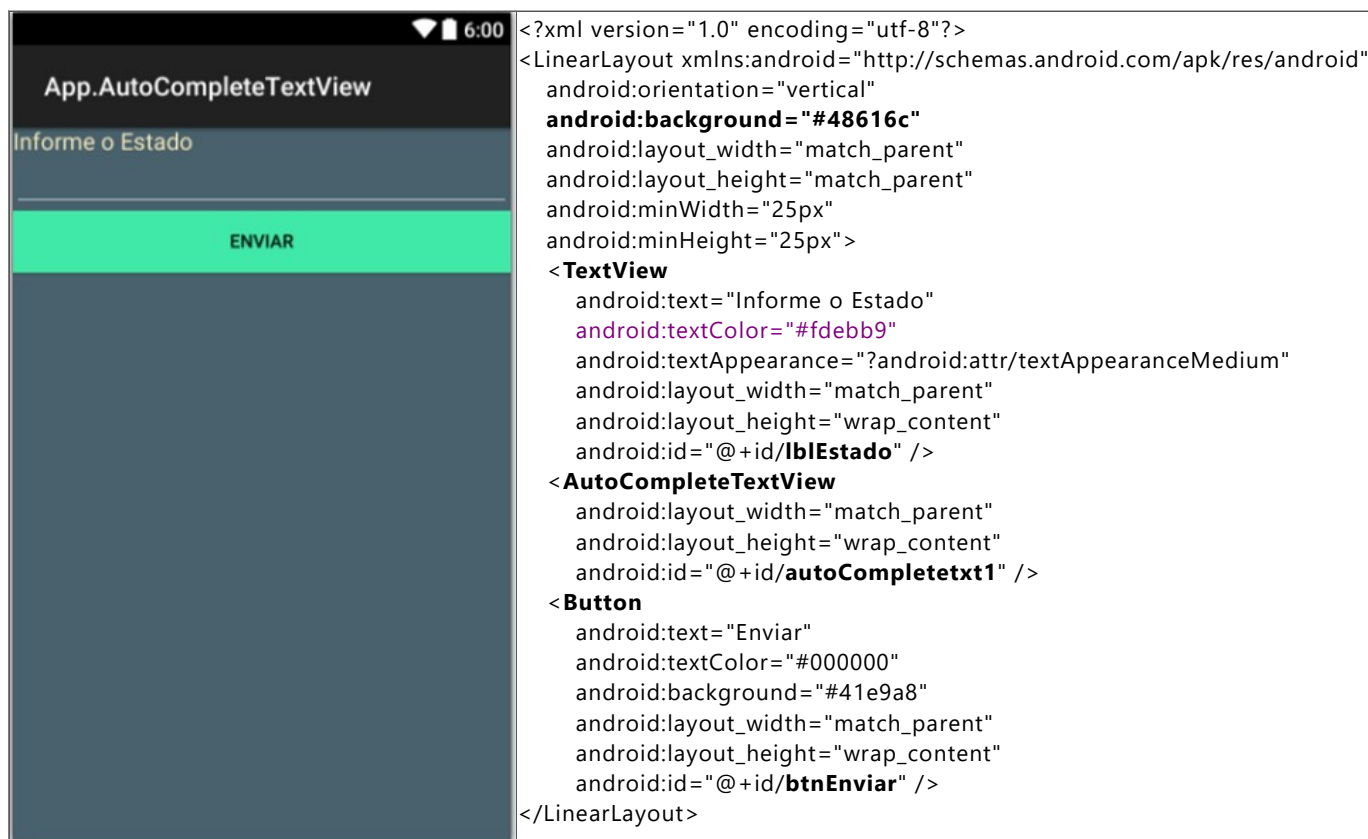 6:00
App.AutoCompleteTextView
Informe o Estado
ENVIAR
<?xml version="1.0" encoding="utf-8"?>
<LinearLayout xmlns:android="http://schemas.android.com/apk/res/android"
android:orientation="vertical"
android:background="#48616c"
android:layout_width="match_parent"
android:layout_height="match_parent"
android:minWidth="25px"
android:minHeight="25px">
<TextView
android:text="Informe o Estado"
android:textColor="#fdebb9"
android:textAppearance="?android:attr/textAppearanceMedium"
android:layout_width="match_parent"
android:layout_height="wrap_content"
android:id="@+id/lblEstado" />
<AutoCompleteTextView
android:layout_width="match_parent"
android:layout_height="wrap_content"
android:id="@+id/autoCompletetxt1" />
<Button
android:text="Enviar"
android:textColor="#000000"
android:background="#41e9a8"
android:layout_width="match_parent"
android:layout_height="wrap_content"
android:id="@+id/btnEnviar" />
</LinearLayout>